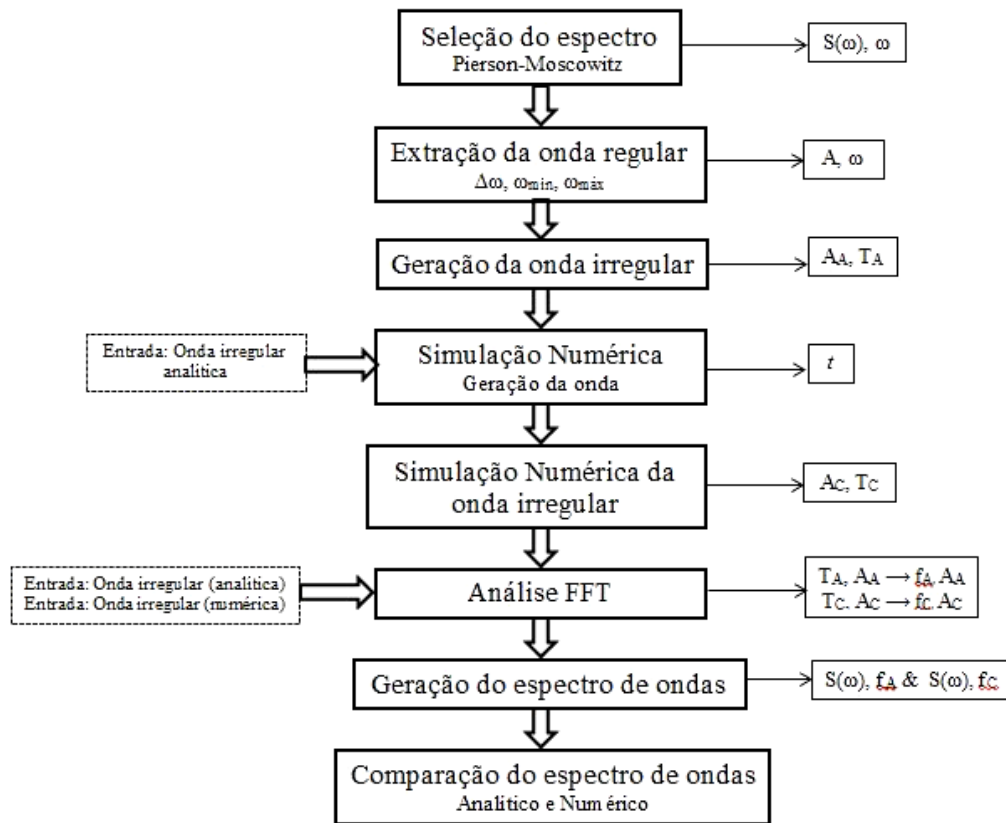 Seleção do espectro
Pierson-Moscowitz
S(ω), ω
Extração da onda regular
Δω, ωmin, ωmáx
A, ω
Geração da onda irregular
AA, TA
Entrada: Onda irregular
analítica
Simulação Numérica
Geração da onda
t
Simulação Numérica da
onda irregular
AC, TC
Entrada: Onda irregular (analítica)
Entrada: Onda irregular (numérica)
Análise FFT
TA, AA → fA, AA
TC, AC → fC, AC
Geração do espectro de ondas
S(ω), fA & S(ω), fC
Comparação do espectro de ondas
Analítico e Numérico